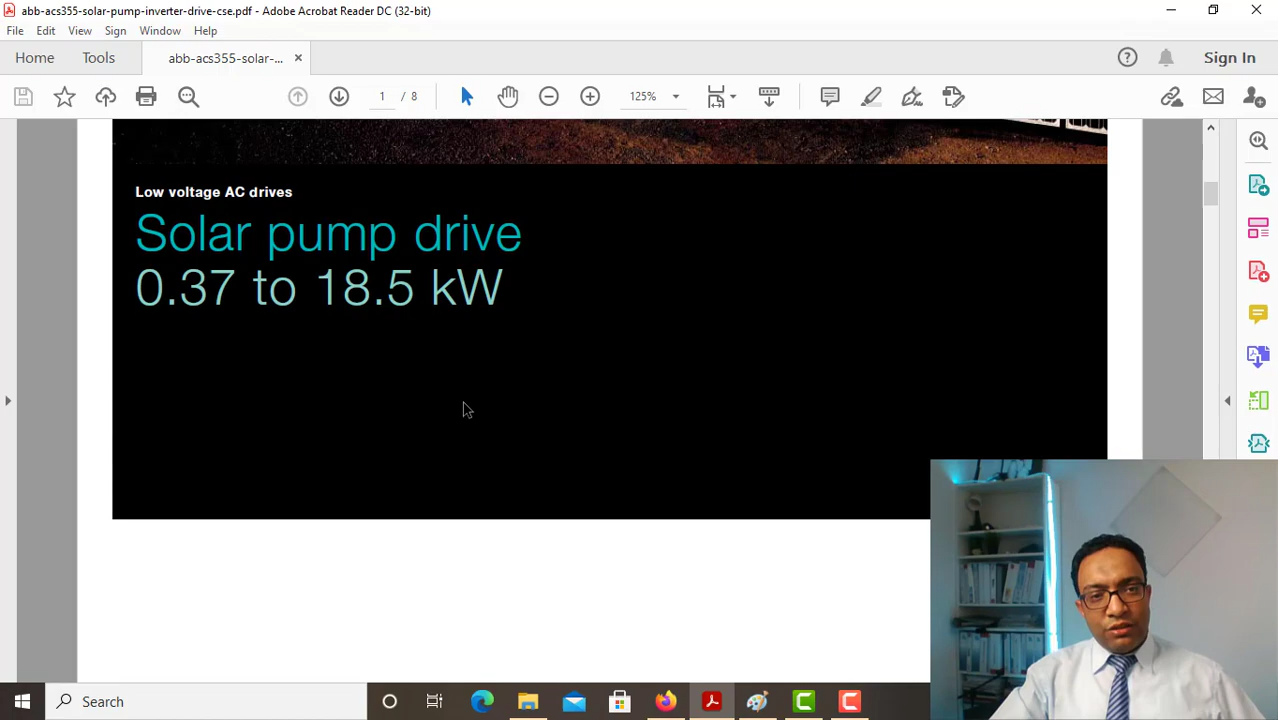 abb-acs355-solar-pump-inverter-drive-cse.pdf - Adobe Acrobat Reader DC (32-bit)
File Edit View Sign Window Help
Home Tools abb-acs355-solar-... Sign In
1 / 8 125%
Low voltage AC drives
Solar pump drive
0.37 to 18.5 kW
Search